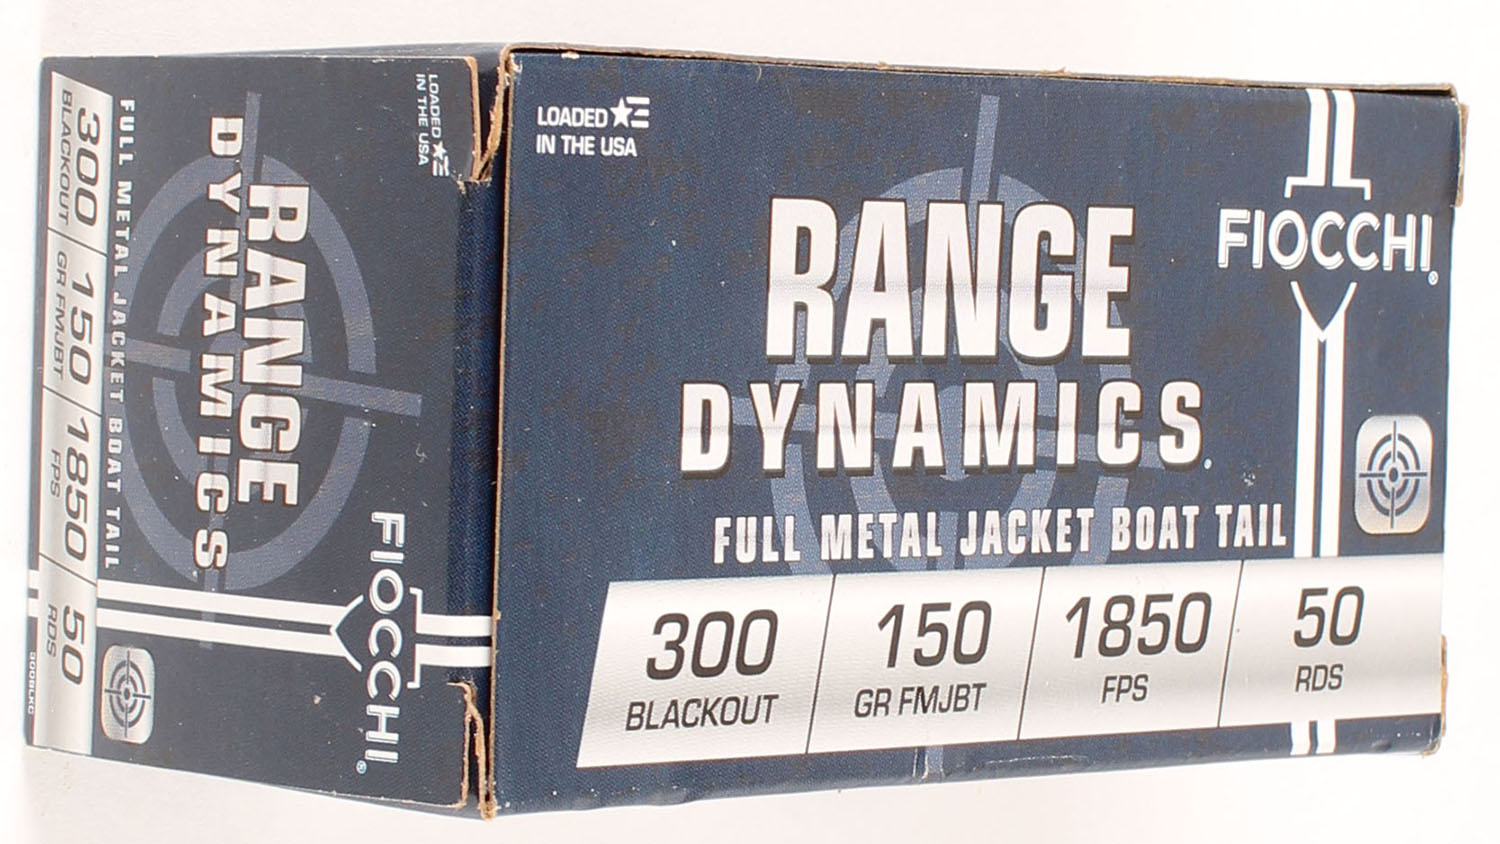 LOADED
IN THE USA
RANGE
DYNAMICS
FULL METAL JACKET BOAT TAIL
300
BLACKOUT
150
GR FMJBT
1850
FPS
50
RDS
FIOCCHI®
300BLKC
LOADED
IN THE USA
FIOCCHI®
RANGE
DYNAMICS.
FULL METAL JACKET BOAT TAIL
300
BLACKOUT
150
GR FMJBT
1850
FPS
50
RDS